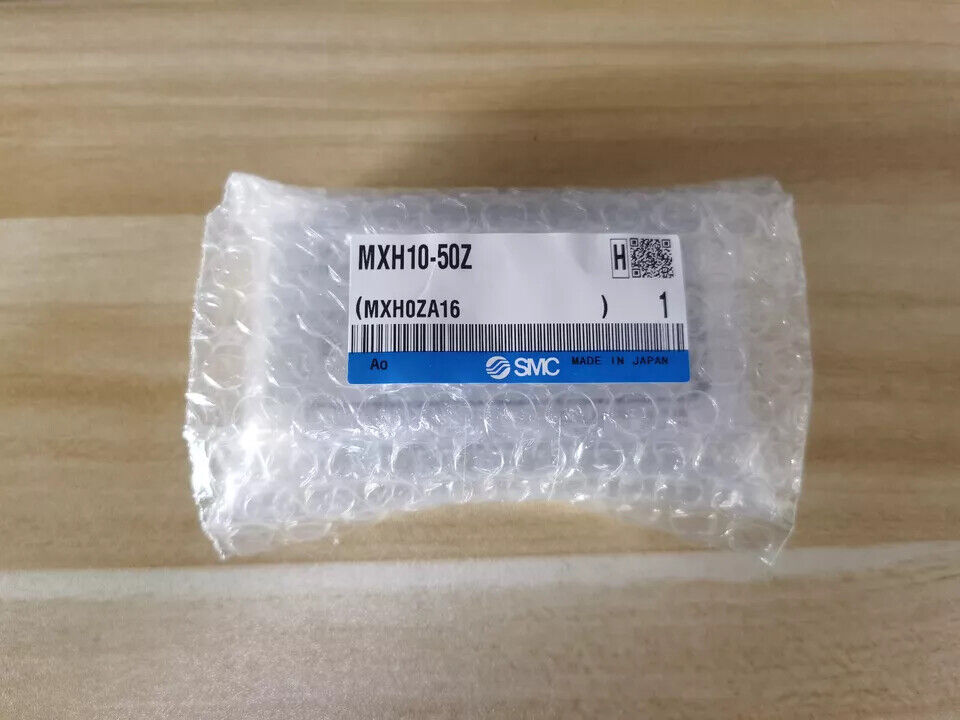 MXH10-50Z H
(MXH0ZA16 ) 1
Ao SMC MADE IN JAPAN